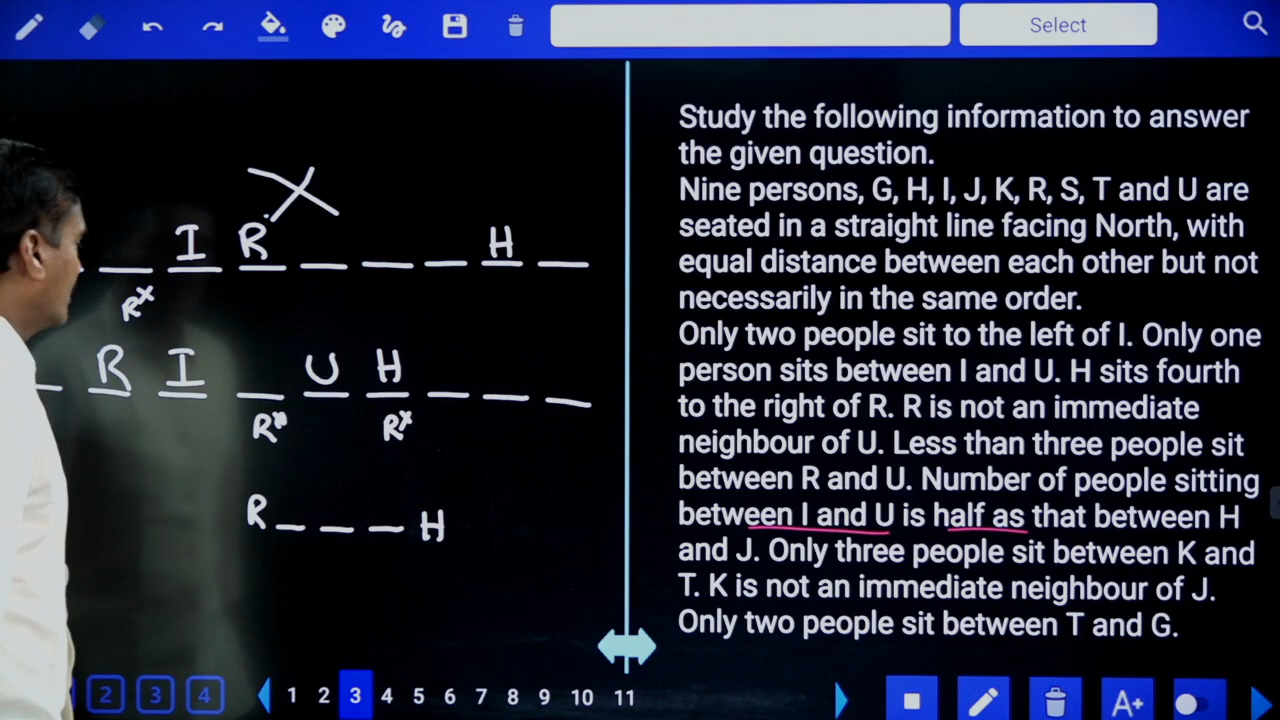 Select
Study the following information to answer
the given question.
Nine persons, G, H, I, J, K, R, S, T and U are
seated in a straight line facing North, with
equal distance between each other but not
necessarily in the same order.
Only two people sit to the left of I. Only one
person sits between I and U. H sits fourth
to the right of R. R is not an immediate
neighbour of U. Less than three people sit
between R and U. Number of people sitting
between I and U is half as that between H
and J. Only three people sit between K and
T. K is not an immediate neighbour of J.
Only two people sit between T and G.
I R H
Rx
R I U H
Rx Rx
R _ _ _ H
2 3 4 1 2 3 4 5 6 7 8 9 10 11
A+